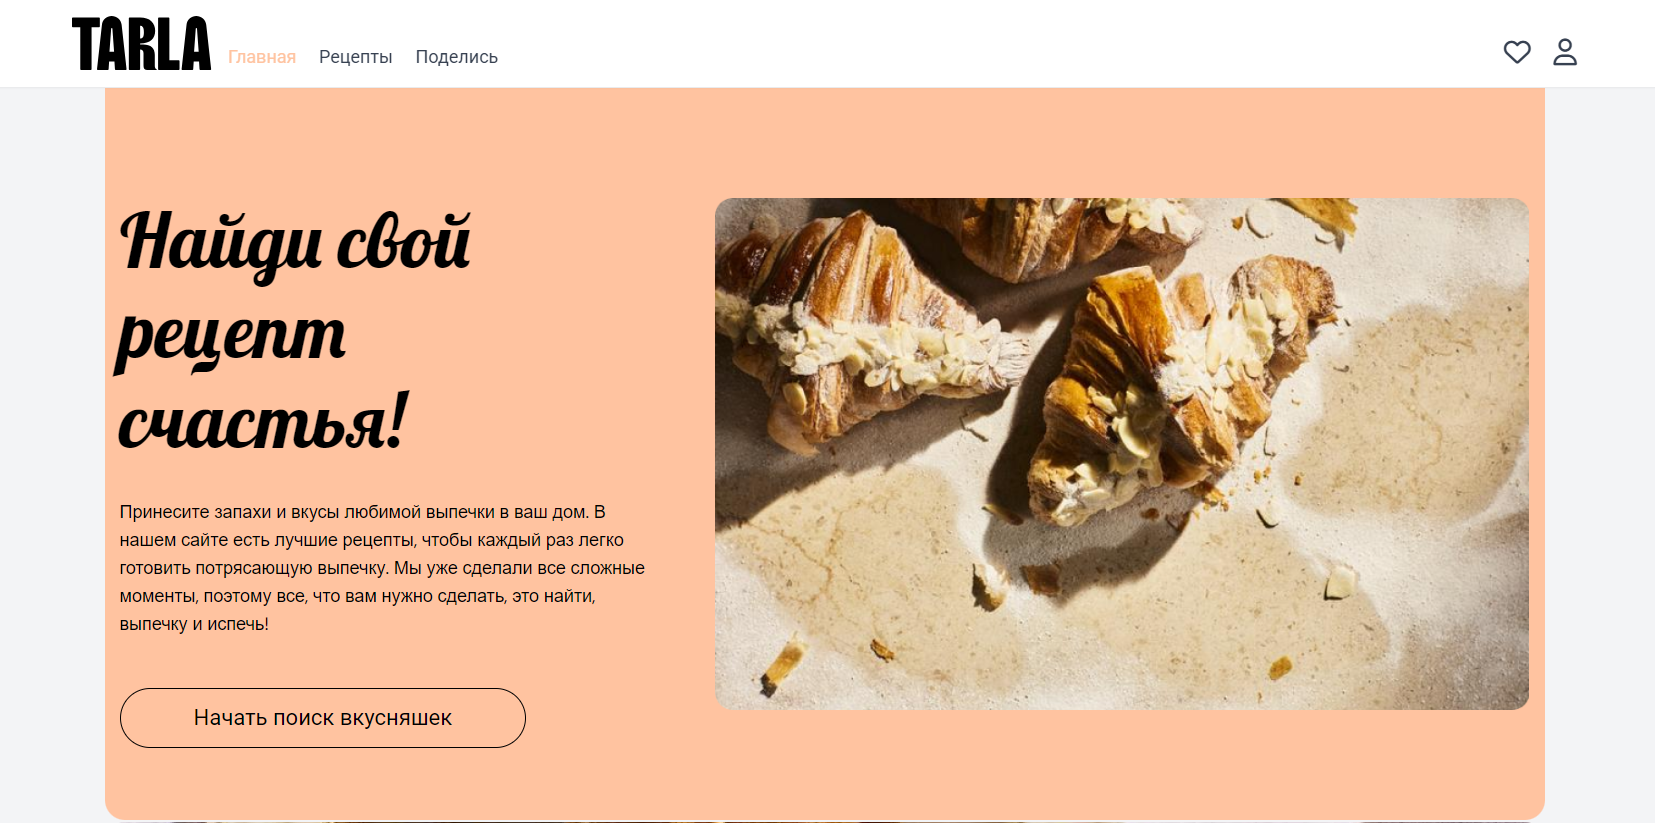 TARLA
Главная Рецепты Поделись
Найди свой
рецепт
счастья!
Принесите запахи и вкусы любимой выпечки в ваш дом. В
нашем сайте есть лучшие рецепты, чтобы каждый раз легко
готовить потрясающую выпечку. Мы уже сделали все сложные
моменты, поэтому все, что вам нужно сделать, это найти,
выпечку и испечь!
Начать поиск вкусняшек